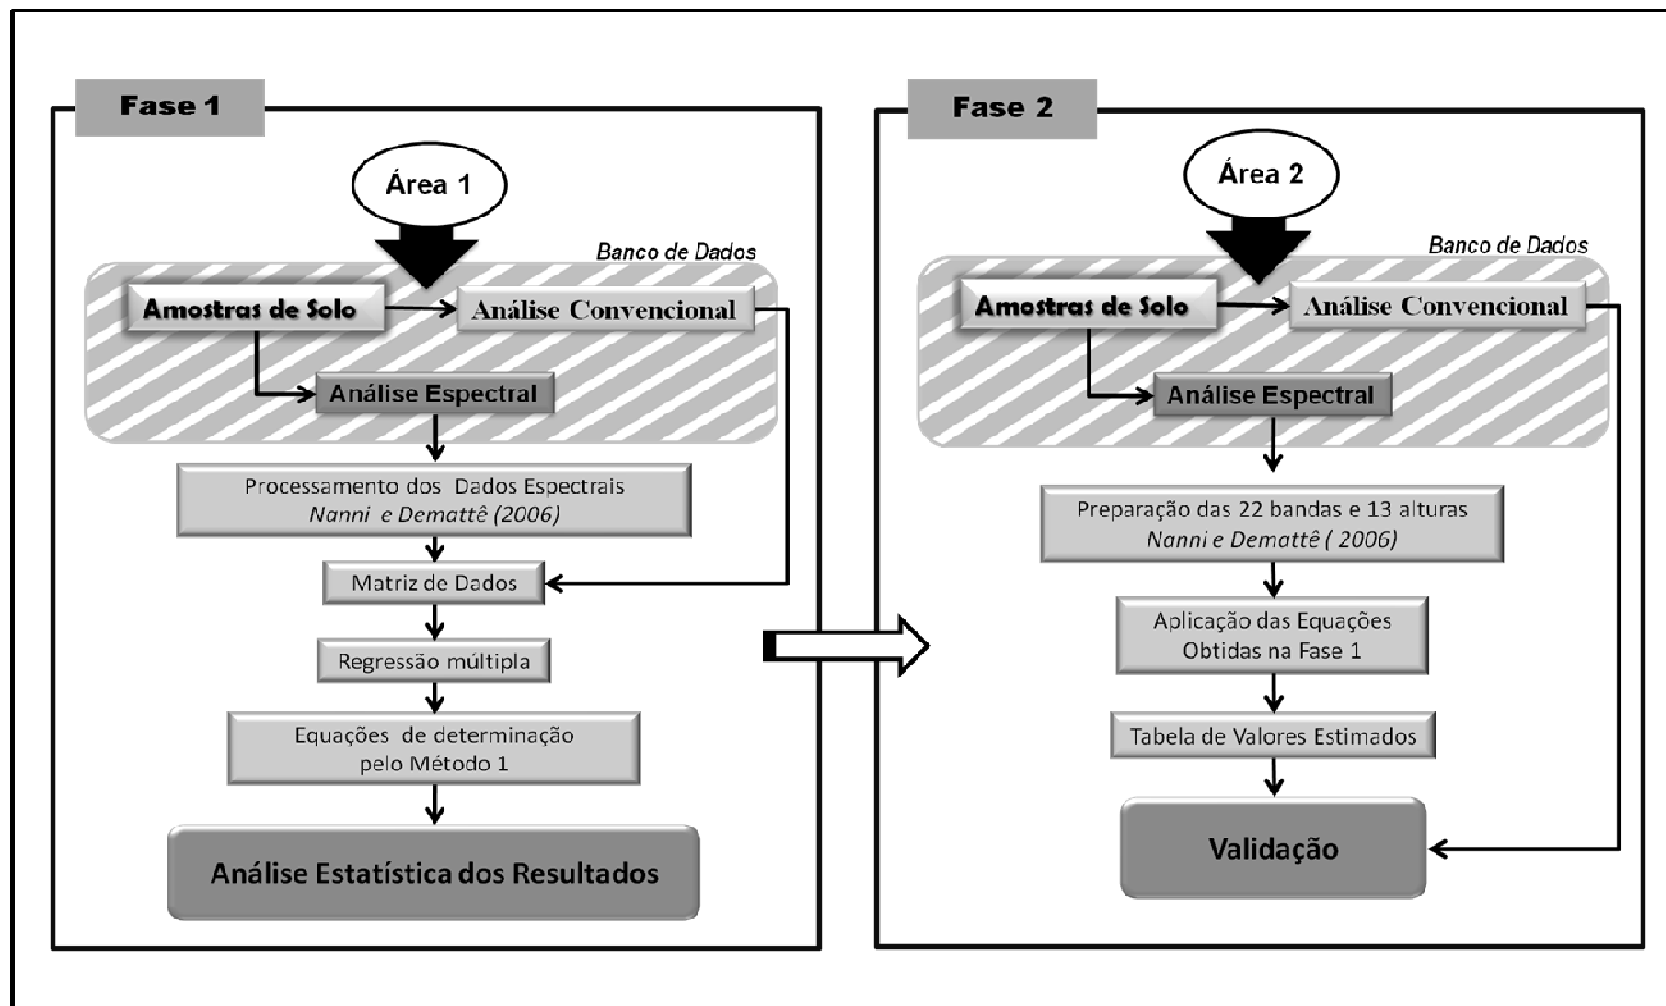 Fase 1
Área 1
Banco de Dados
Amostras de Solo
Análise Convencional
Análise Espectral
Processamento dos Dados Espectrais
Nanni e Demattê (2006)
Matriz de Dados
Regressão múltipla
Equações de determinação
pelo Método 1
Análise Estatística dos Resultados
Fase 2
Área 2
Banco de Dados
Amostras de Solo
Análise Convencional
Análise Espectral
Preparação das 22 bandas e 13 alturas
Nanni e Demattê ( 2006)
Aplicação das Equações
Obtidas na Fase 1
Tabela de Valores Estimados
Validação